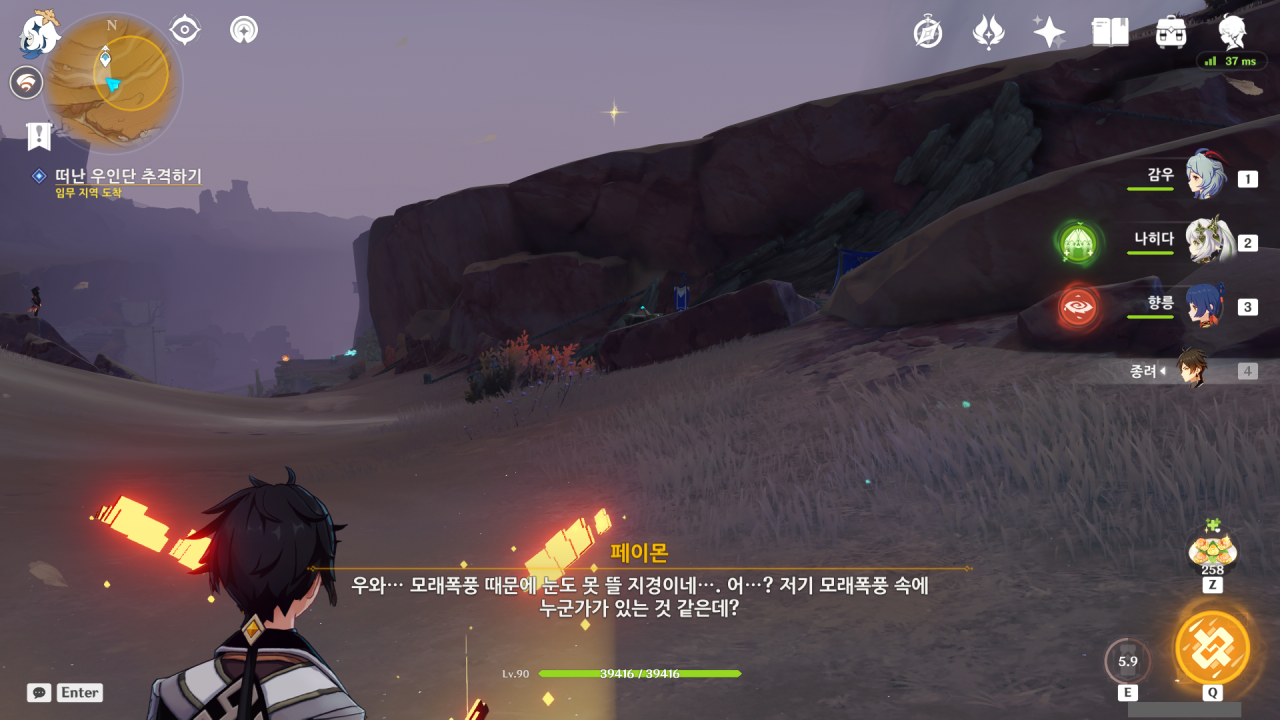 N
37 ms
떠난 우인단 추격하기
임무 지역 도착
감우
1
나히다
2
향릉
3
종려
4
페이몬
우와… 모래폭풍 때문에 눈도 못 뜰 지경이네…. 어…? 저기 모래폭풍 속에
누군가가 있는 것 같은데?
258
Z
5.9
Lv.90
39416 / 39416
Enter
E
Q